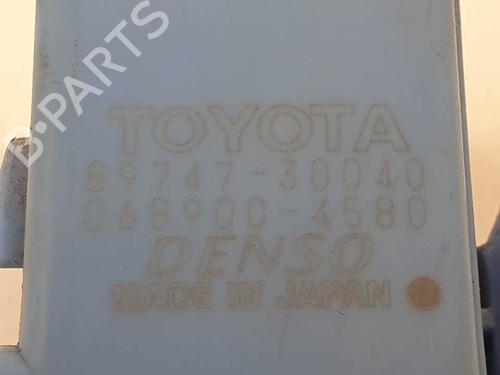 B-PARTS
TOYOTA
89747-30040
068900-4580
DENSO
MADE IN JAPAN